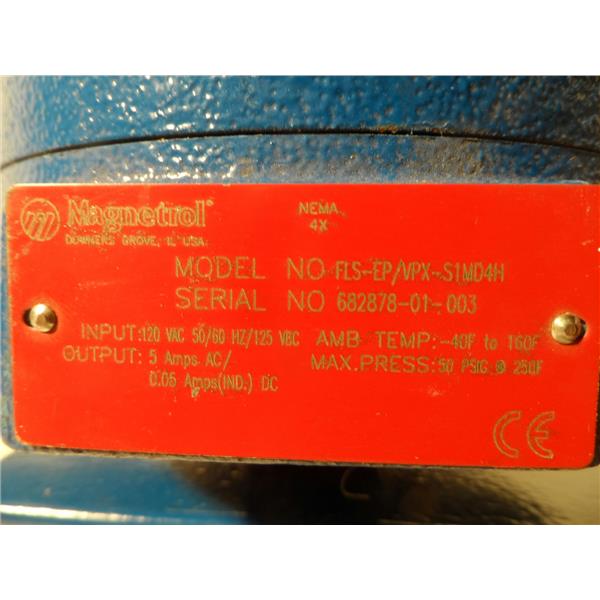 Magnetrol®
DOWNERS GROVE, IL USA
NEMA
4X
MODEL NO FLS-EP/VPX-S1MD4H
SERIAL NO 682878-01-003
INPUT: 120 VAC 50/60 HZ/125 VBC AMB TEMP: -40F to 160F
OUTPUT: 5 Amps AC/ MAX.PRESS: 50 PSIG @ 250F
0.05 Amps(IND.) DC
CE